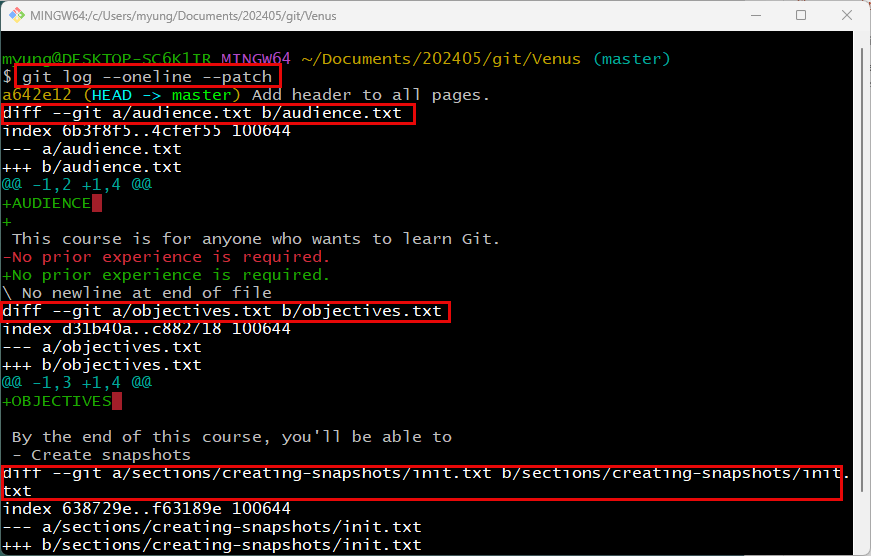 MINGW64:/c/Users/myung/Documents/202405/git/Venus
myung@DESKTOP-SC6K1IR MINGW64 ~/Documents/202405/git/Venus (master)
$ git log --oneline --patch
a642e12 (HEAD -> master) Add header to all pages.
diff --git a/audience.txt b/audience.txt
index 6b3f8f5..4cfef55 100644
--- a/audience.txt
+++ b/audience.txt
@@ -1,2 +1,4 @@
+AUDIENCE
+
 This course is for anyone who wants to learn Git.
-No prior experience is required.
+No prior experience is required.
\ No newline at end of file
diff --git a/objectives.txt b/objectives.txt
index d31b40a..c882718 100644
--- a/objectives.txt
+++ b/objectives.txt
@@ -1,3 +1,4 @@
+OBJECTIVES

 By the end of this course, you'll be able to
 - Create snapshots
diff --git a/sections/creating-snapshots/init.txt b/sections/creating-snapshots/init.
txt
index 638729e..f63189e 100644
--- a/sections/creating-snapshots/init.txt
+++ b/sections/creating-snapshots/init.txt